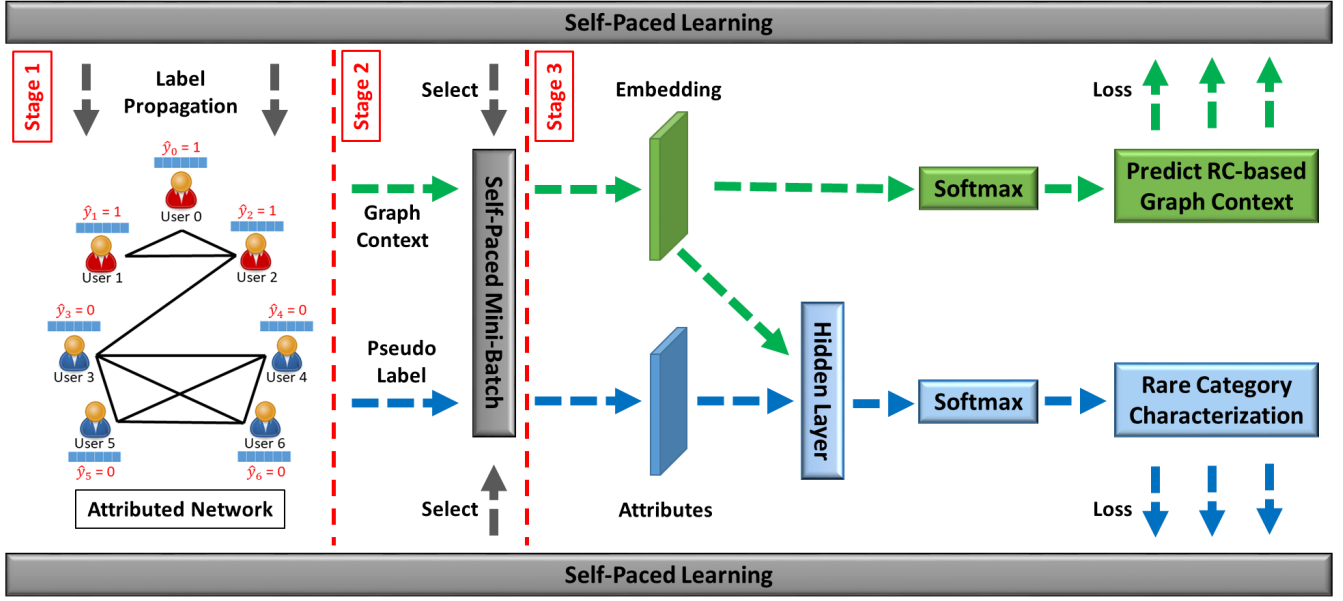 Self-Paced Learning
Stage 1
Label
Propagation
ŷ₀ = 1
User 0
ŷ₁ = 1
User 1
ŷ₂ = 1
User 2
ŷ₃ = 0
User 3
ŷ₄ = 0
User 4
User 5
ŷ₅ = 0
User 6
ŷ₆ = 0
Attributed Network
Stage 2
Select
Graph
Context
Pseudo
Label
Self-Paced Mini-Batch
Select
Stage 3
Embedding
Attributes
Hidden Layer
Softmax
Softmax
Loss
Predict RC-based
Graph Context
Rare Category
Characterization
Loss
Self-Paced Learning